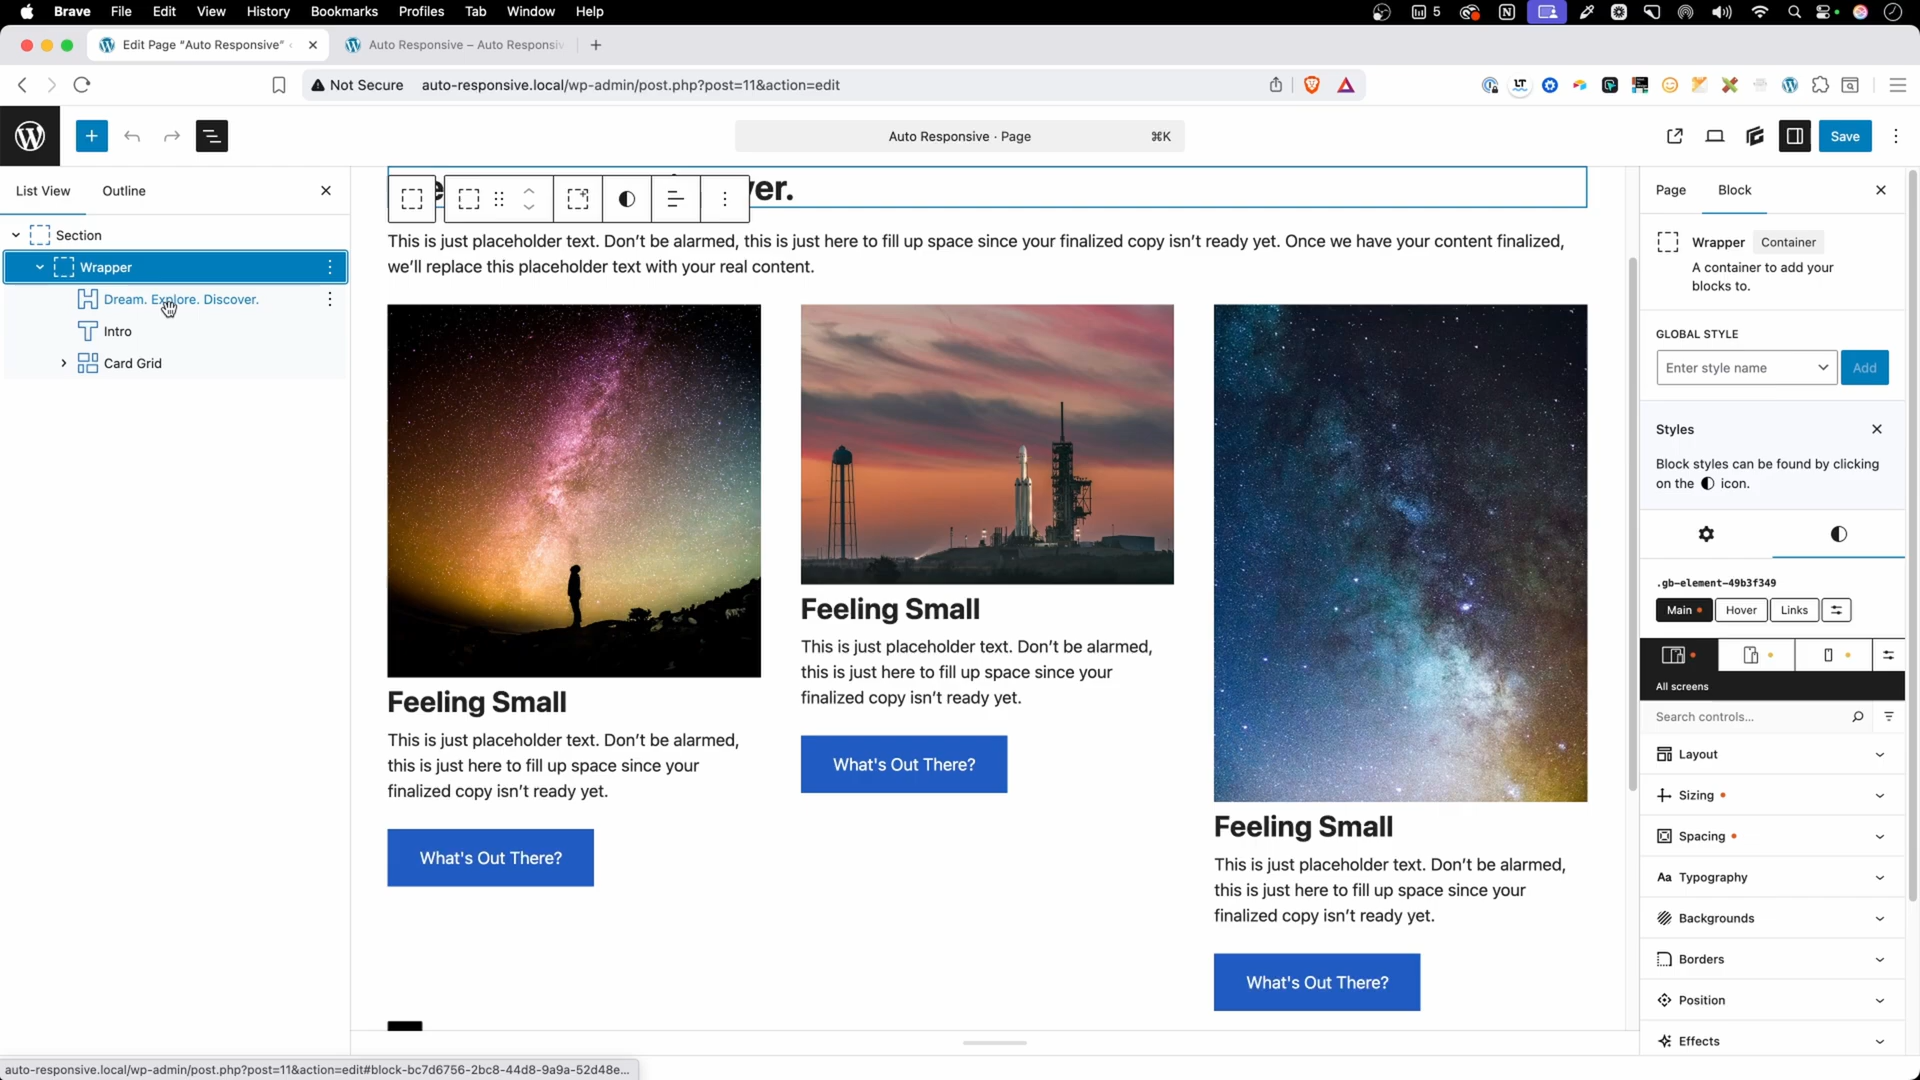 Brave File Edit View History Bookmarks Profiles Tab Window Help
5
Edit Page “Auto Responsive”
Auto Responsive – Auto Responsiv
Not Secure auto-responsive.local/wp-admin/post.php?post=11&action=edit
Auto Responsive · Page ⌘K
Save
List View Outline
Section
Wrapper
Dream. Explore. Discover.
Intro
Card Grid
This is just placeholder text. Don’t be alarmed, this is just here to fill up space since your finalized copy isn’t ready yet. Once we have your content finalized,
we’ll replace this placeholder text with your real content.
Feeling Small
This is just placeholder text. Don’t be alarmed,
this is just here to fill up space since your
finalized copy isn’t ready yet.
What's Out There?
Feeling Small
This is just placeholder text. Don’t be alarmed,
this is just here to fill up space since your
finalized copy isn’t ready yet.
What's Out There?
Feeling Small
This is just placeholder text. Don’t be alarmed,
this is just here to fill up space since your
finalized copy isn’t ready yet.
What's Out There?
Page Block
Wrapper Container
A container to add your
blocks to.
GLOBAL STYLE
Enter style name Add
Styles
Block styles can be found by clicking
on the icon.
.gb-element-49b3f349
Main Hover Links
All screens
Search controls...
Layout
Sizing
Spacing
Aa Typography
Backgrounds
Borders
Position
Effects
auto-responsive.local/wp-admin/post.php?post=11&action=edit#block-bc7d6756-2bc8-44d8-9a9a-52d48e...